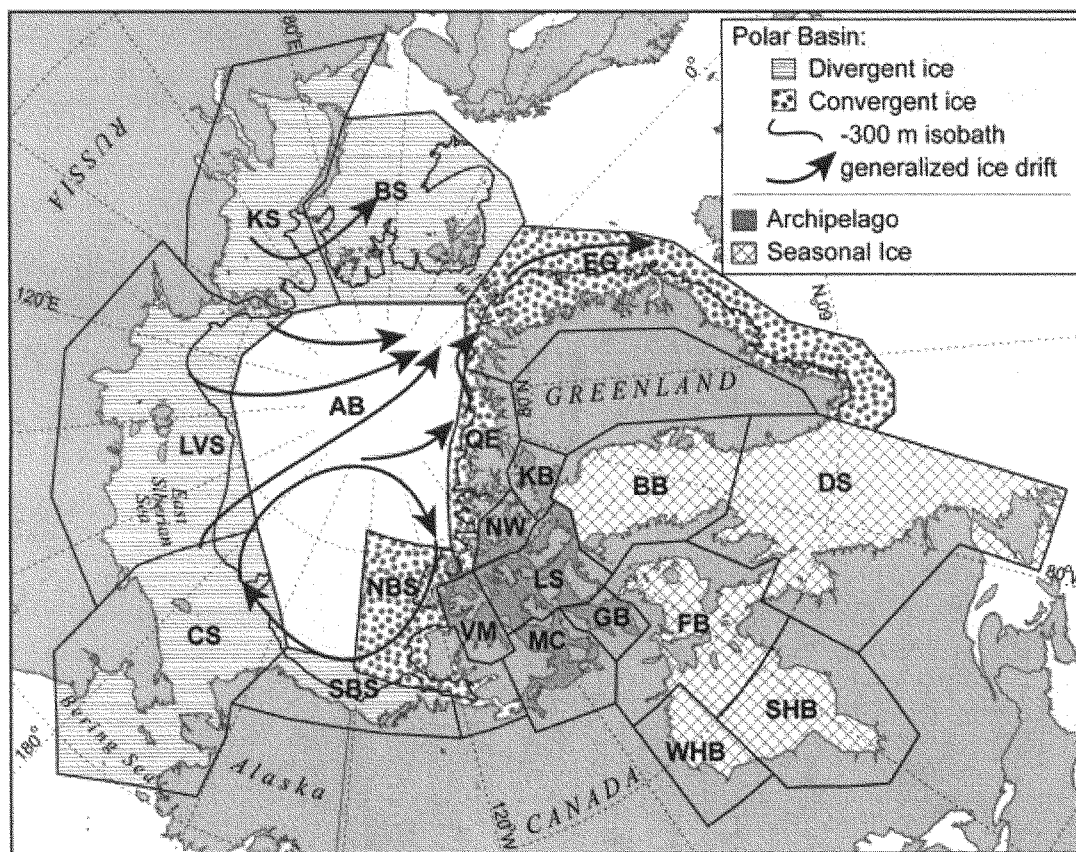 80°E
0°
Polar Basin:
Divergent ice
Convergent ice
-300 m isobath
generalized ice drift
Archipelago
Seasonal Ice
RUSSIA
KS
BS
EG
120°E
N.09
AB
GREENLAND
N.08
LVS
QE
KB
BB
DS
East
Siberian
Sea
NW
NBS
LS
80°W
CS
VM
MC
GB
FB
SBS
SHB
WHB
Bering Sea
180°
Alaska
120°W
CANADA